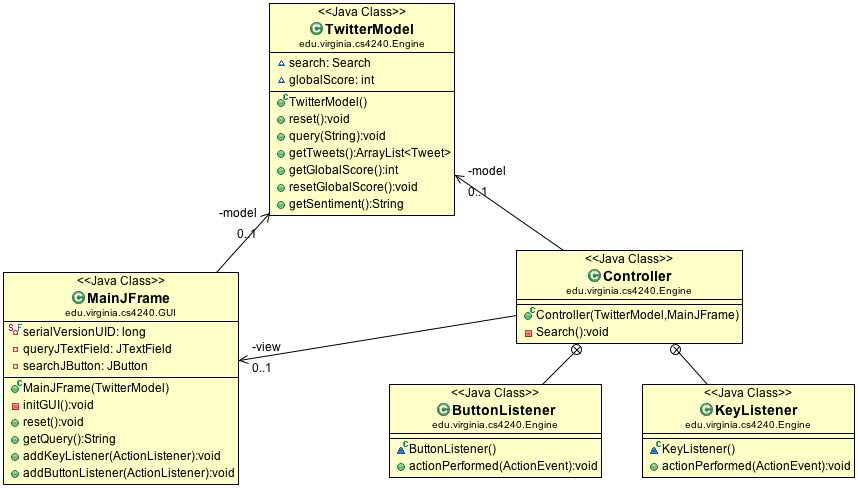 <<Java Class>>
TwitterModel
edu.virginia.cs4240.Engine
search: Search
globalScore: int
TwitterModel()
reset():void
query(String):void
getTweets():ArrayList<Tweet>
getGlobalScore():int
resetGlobalScore():void
getSentiment():String
-model
0..1
-model
0..1
<<Java Class>>
MainJFrame
edu.virginia.cs4240.GUI
serialVersionUID: long
queryJTextField: JTextField
searchJButton: JButton
MainJFrame(TwitterModel)
initGUI():void
reset():void
getQuery():String
addKeyListener(ActionListener):void
addButtonListener(ActionListener):void
-view
0..1
<<Java Class>>
Controller
edu.virginia.cs4240.Engine
Controller(TwitterModel,MainJFrame)
Search():void
<<Java Class>>
ButtonListener
edu.virginia.cs4240.Engine
ButtonListener()
actionPerformed(ActionEvent):void
<<Java Class>>
KeyListener
edu.virginia.cs4240.Engine
KeyListener()
actionPerformed(ActionEvent):void